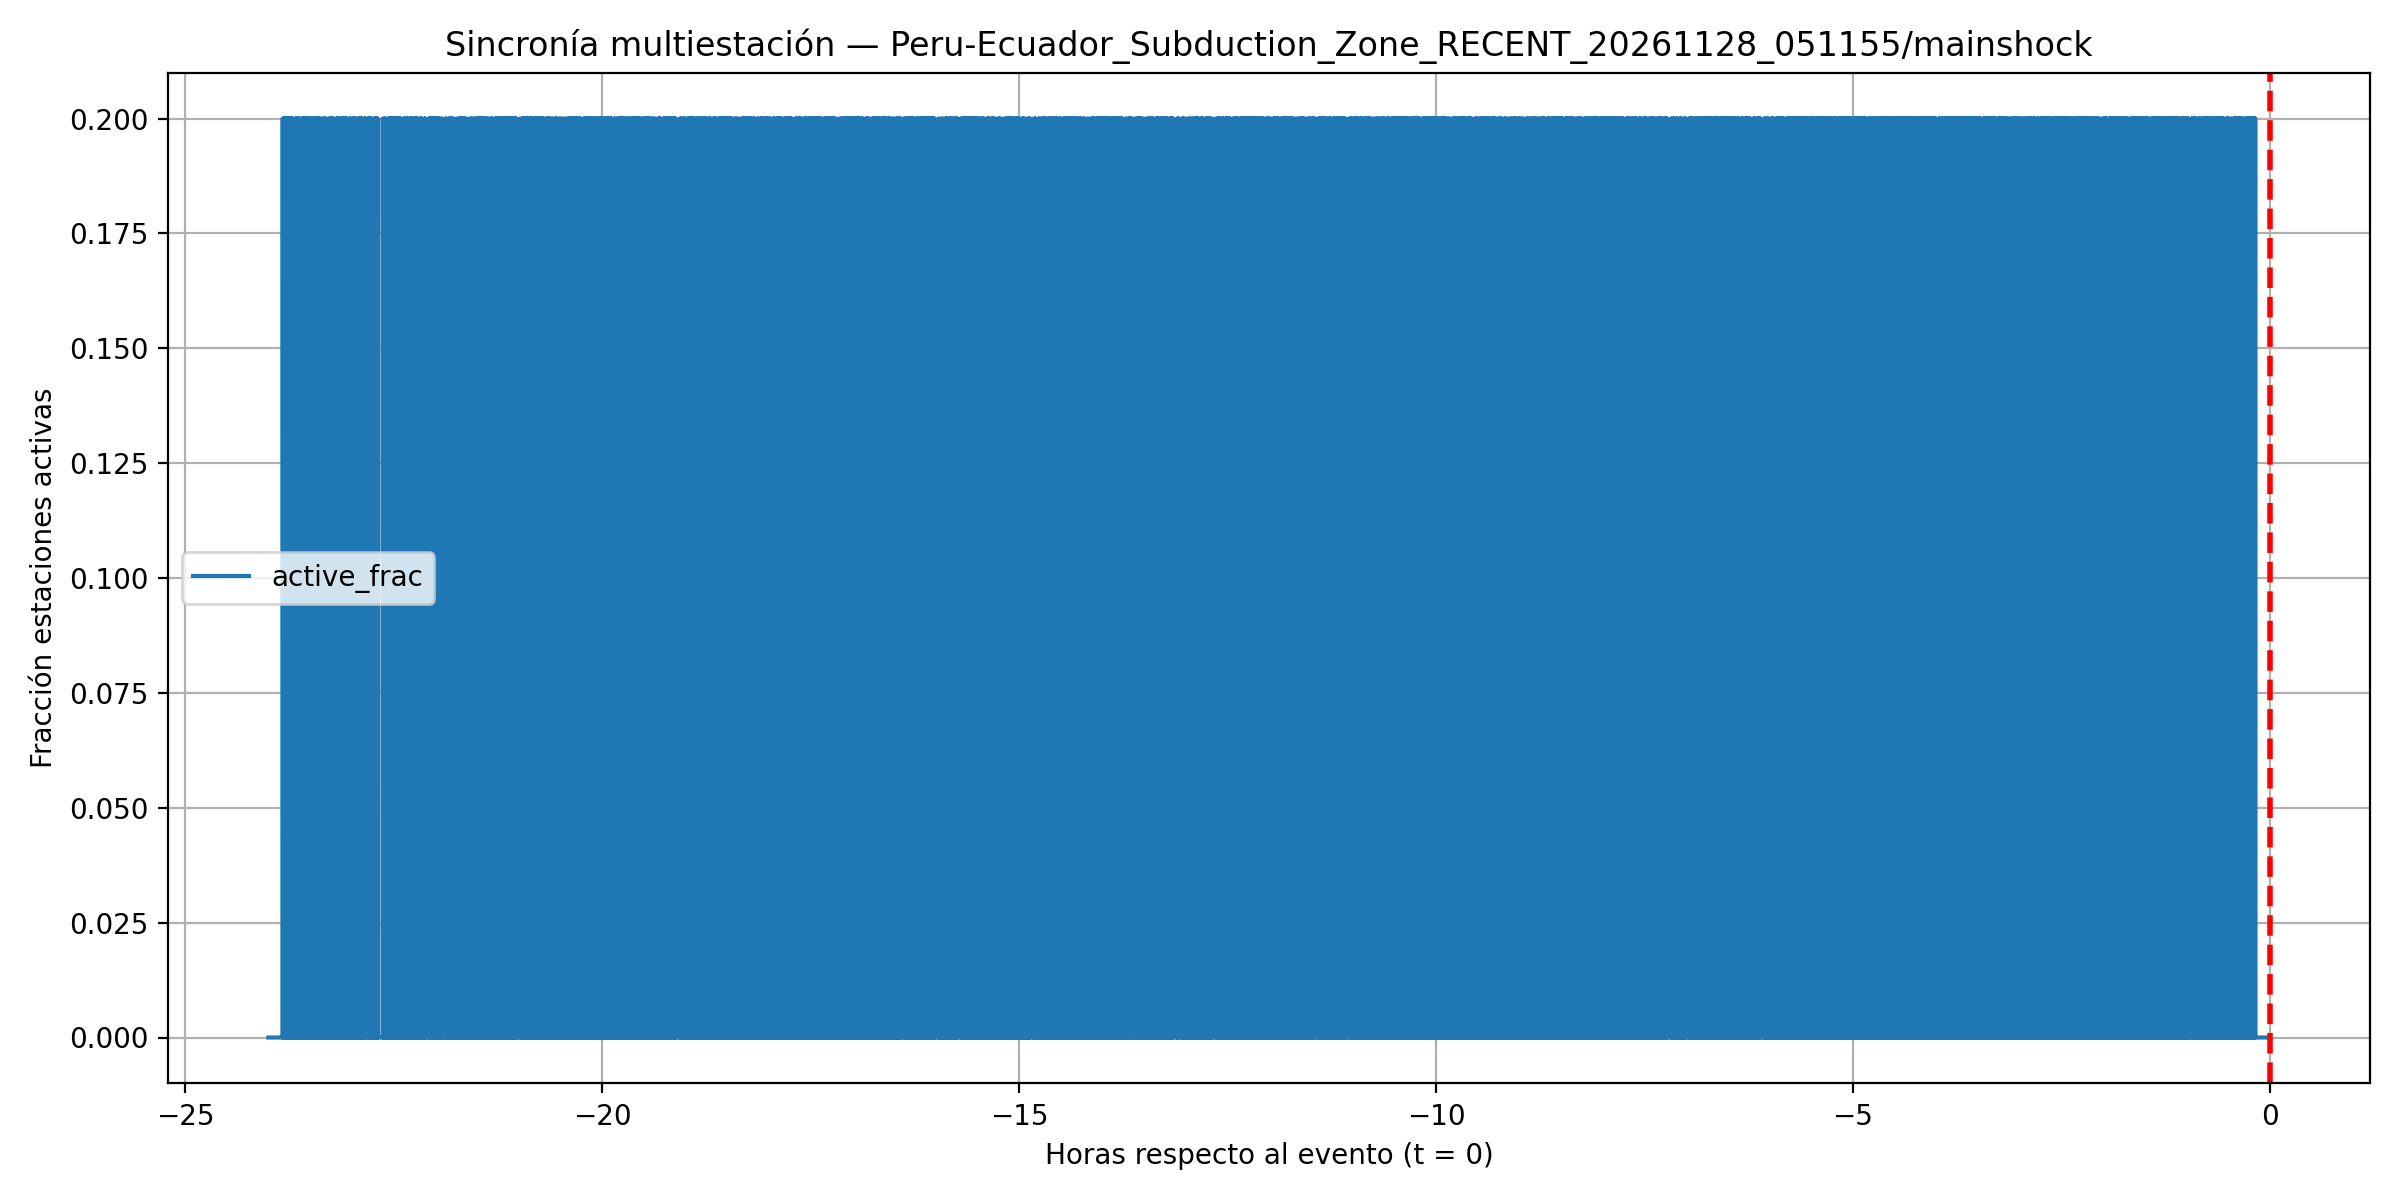 Sincronía multiestación — Peru-Ecuador_Subduction_Zone_RECENT_20261128_051155/mainshock
Fracción estaciones activas
0.200
0.175
0.150
0.125
0.100
0.075
0.050
0.025
0.000
active_frac
−25 −20 −15 −10 −5 0
Horas respecto al evento (t = 0)